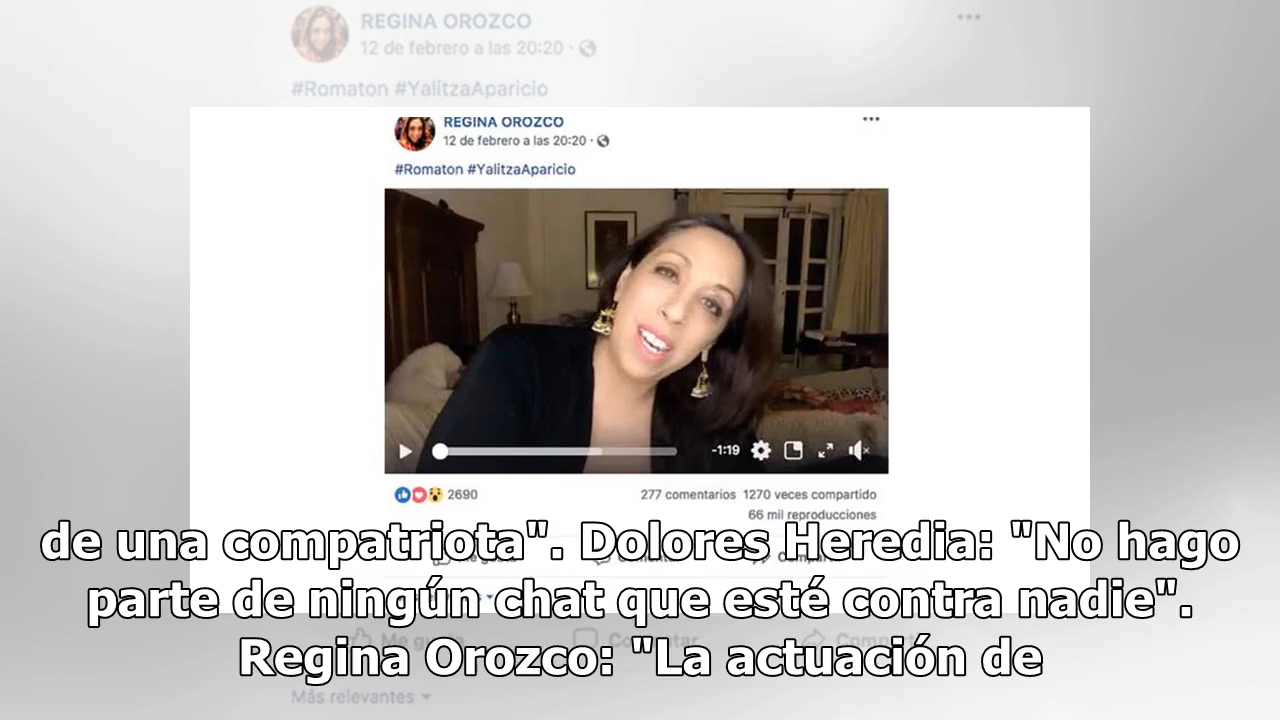 REGINA OROZCO
12 de febrero a las 20:20
#Romaton #YalitzaAparicio
REGINA OROZCO
12 de febrero a las 20:20
#Romaton #YalitzaAparicio
-1:19
2690
277 comentarios 1270 veces compartido
66 mil reproducciones
de una compatriota". Dolores Heredia: "No hago
parte de ningún chat que esté contra nadie".
Regina Orozco: "La actuación de
Me gusta
Más relevantes